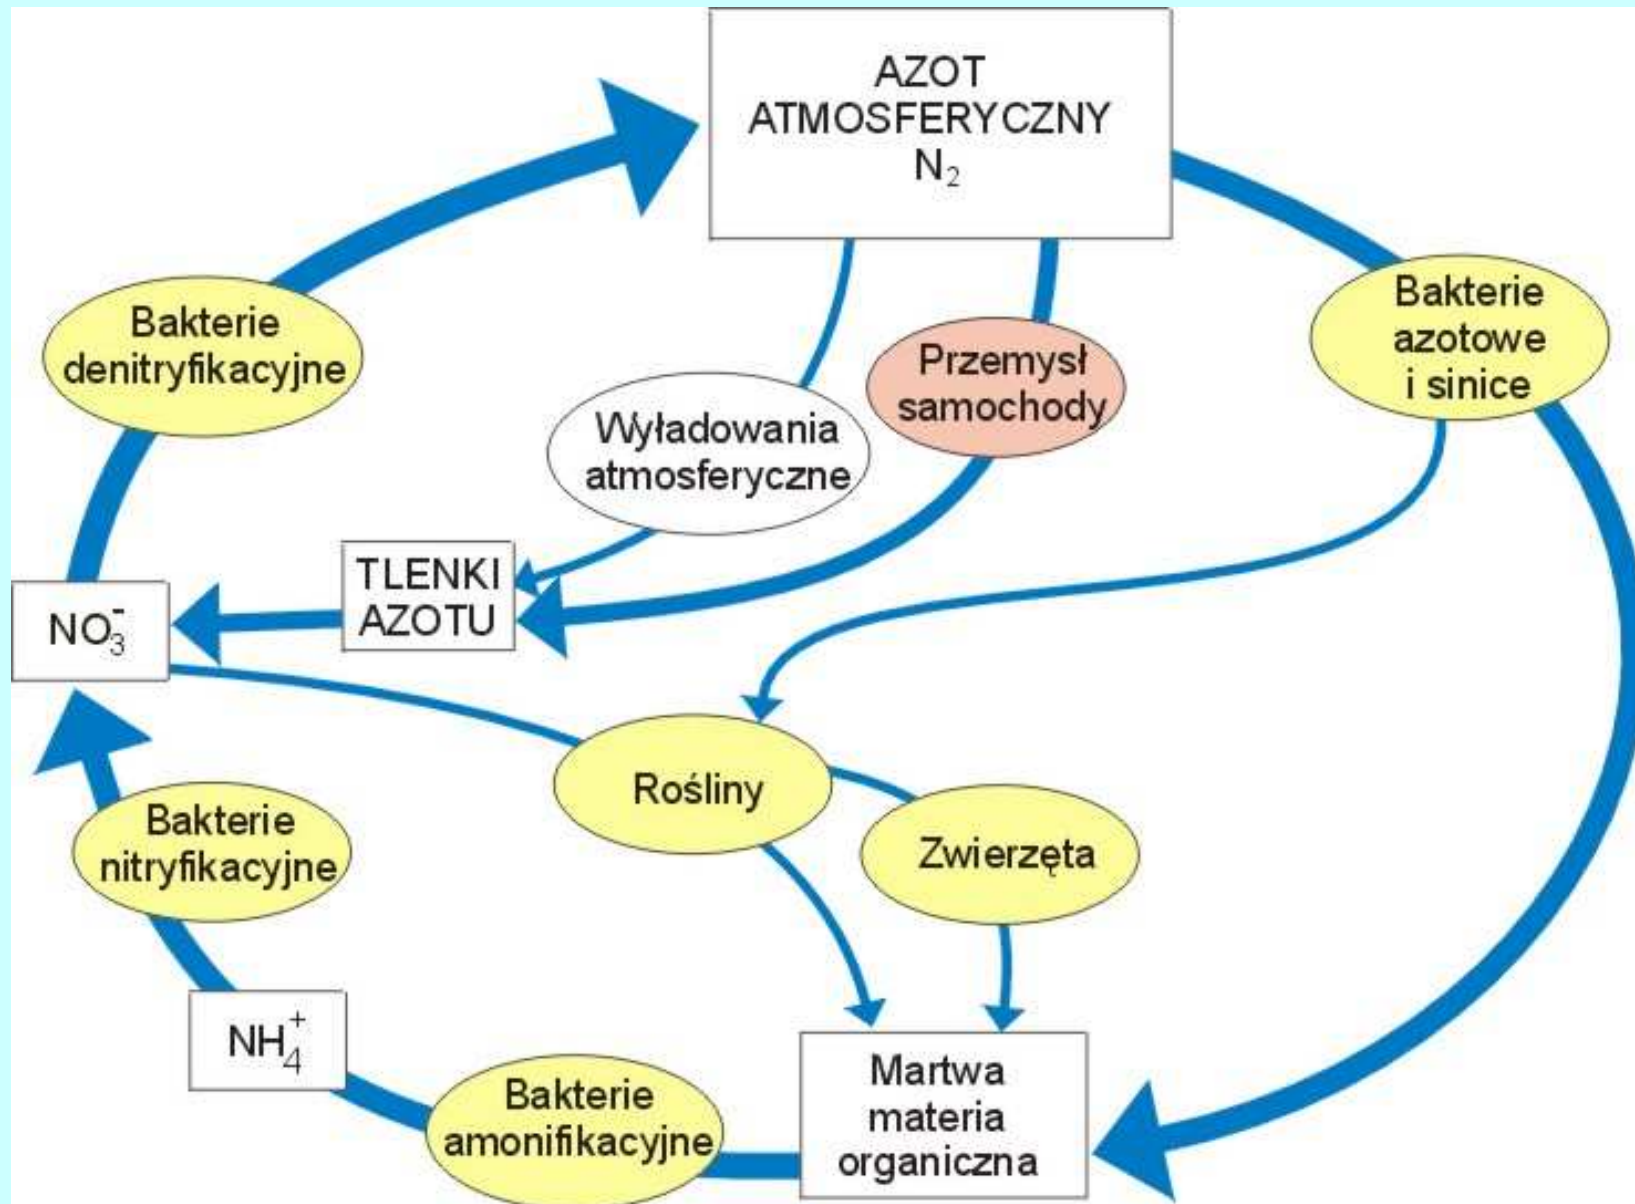 AZOT
ATMOSFERYCZNY
N₂
Bakterie
denitryfikacyjne
Bakterie
azotowe
i sinice
Przemysł
samochody
Wyładowania
atmosferyczne
TLENKI
AZOTU
NO₃⁻
Rośliny
Zwierzęta
Bakterie
nitryfikacyjne
NH₄⁺
Bakterie
amonifikacyjne
Martwa
materia
organiczna